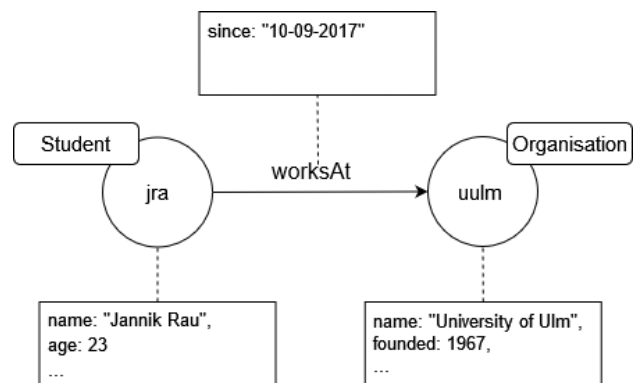 since: "10-09-2017"
Student
Organisation
worksAt
jra
uulm
name: "Jannik Rau",
age: 23
...
name: "University of Ulm",
founded: 1967,
...